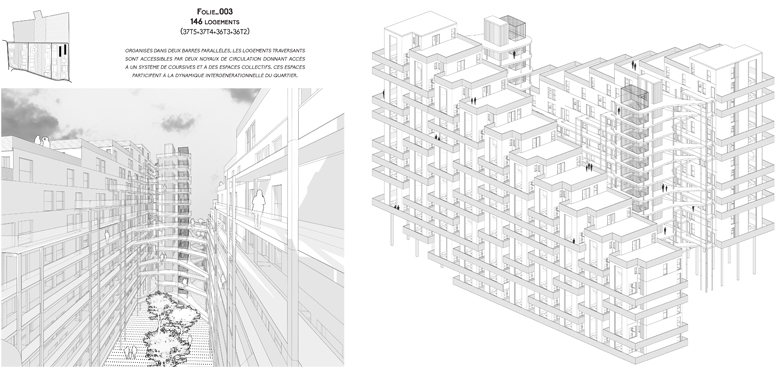 Folie_003
146 logements
(37T5-37T4-36T3-36T2)
ORGANISÉS DANS DEUX BARRES PARALLÈLES, LES LOGEMENTS TRAVERSANTS
SONT ACCESSIBLES PAR DEUX NOYAUX DE CIRCULATION DONNANT ACCÈS
A UN SYSTÈME DE COURSIVES ET A DES ESPACES COLLECTIFS. CES ESPACES
PARTICIPENT A LA DYNAMIQUE INTERGÉNÉRATIONNELLE DU QUARTIER.